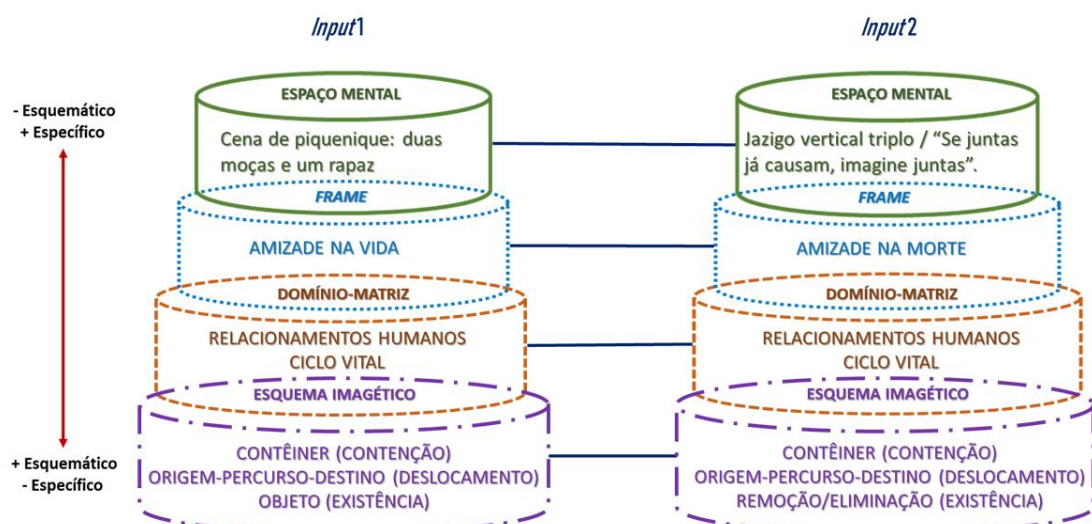 Input1
Input2
ESPAÇO MENTAL
ESPAÇO MENTAL
- Esquemático
+ Específico
Cena de piquenique: duas
moças e um rapaz
Jazigo vertical triplo / “Se juntas
já causam, imagine juntas”.
FRAME
FRAME
AMIZADE NA VIDA
AMIZADE NA MORTE
DOMÍNIO-MATRIZ
DOMÍNIO-MATRIZ
RELACIONAMENTOS HUMANOS
CICLO VITAL
RELACIONAMENTOS HUMANOS
CICLO VITAL
ESQUEMA IMAGÉTICO
ESQUEMA IMAGÉTICO
+ Esquemático
- Específico
CONTÊINER (CONTENÇÃO)
ORIGEM-PERCURSO-DESTINO (DESLOCAMENTO)
OBJETO (EXISTÊNCIA)
CONTÊINER (CONTENÇÃO)
ORIGEM-PERCURSO-DESTINO (DESLOCAMENTO)
REMOÇÃO/ELIMINAÇÃO (EXISTÊNCIA)